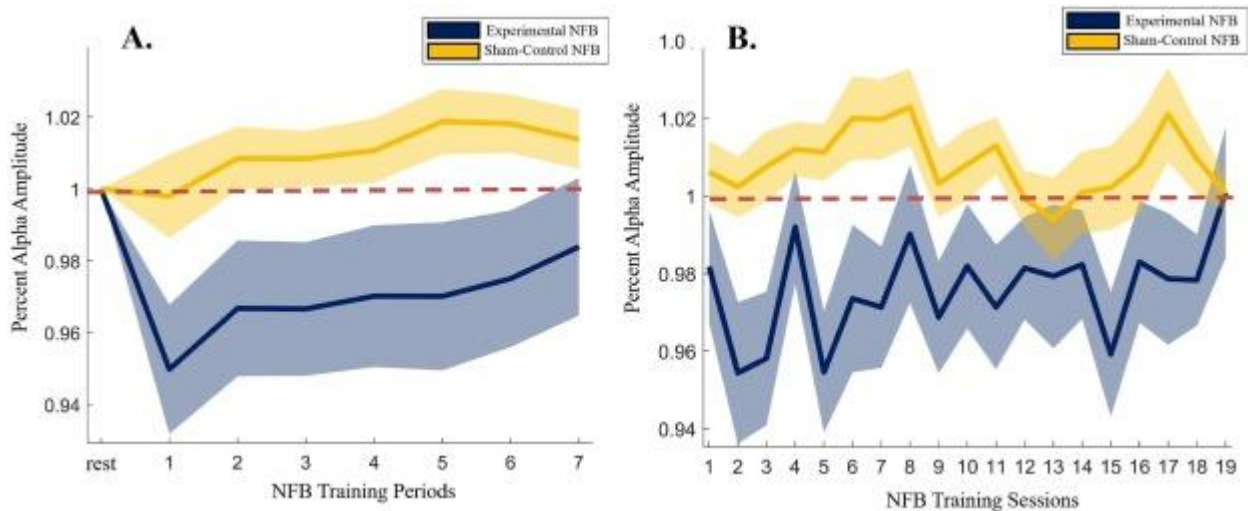 A.
Experimental NFB
Sham-Control NFB
Percent Alpha Amplitude
1.02
1
0.98
0.96
0.94
rest 1 2 3 4 5 6 7
NFB Training Periods
B.
Experimental NFB
Sham-Control NFB
Percent Alpha Amplitude
1.0
1.02
1
0.98
0.96
0.94
1 2 3 4 5 6 7 8 9 10 11 12 13 14 15 16 17 18 19
NFB Training Sessions